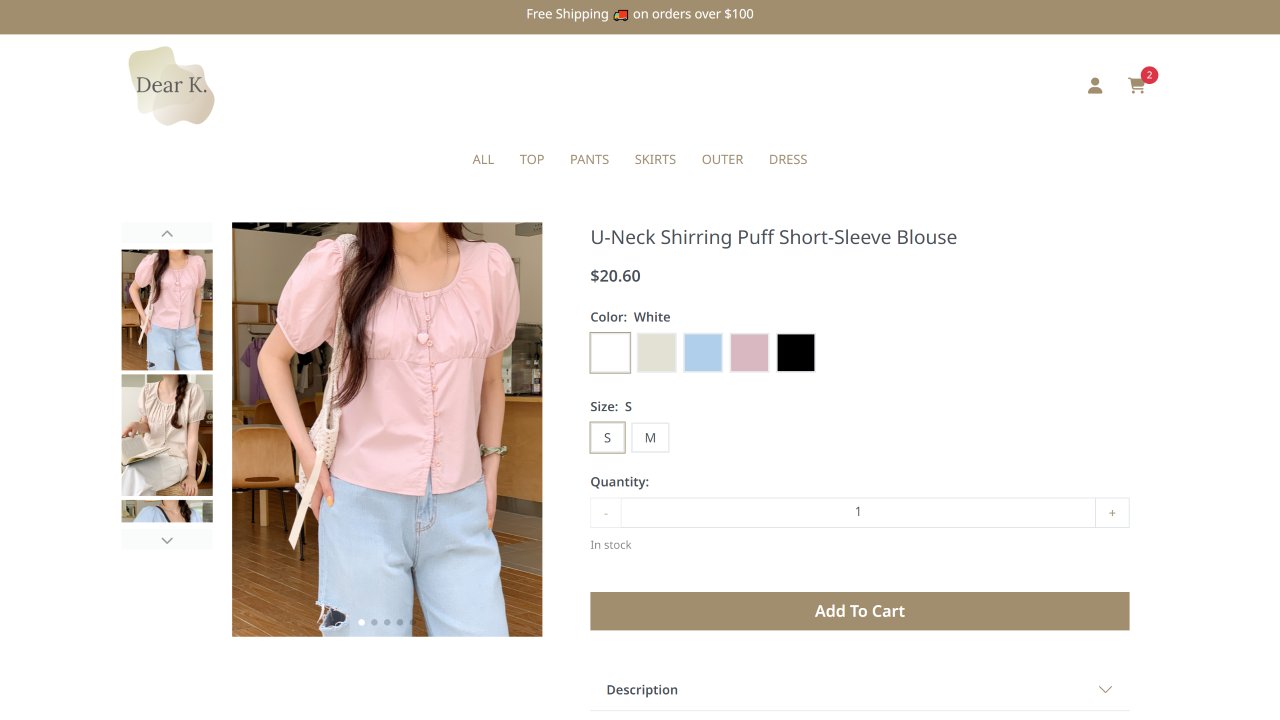 Free Shipping 🚚 on orders over $100
Dear K.
2
ALL TOP PANTS SKIRTS OUTER DRESS
U-Neck Shirring Puff Short-Sleeve Blouse
$20.60
Color: White
Size: S
S M
Quantity:
- 1 +
In stock
Add To Cart
Description